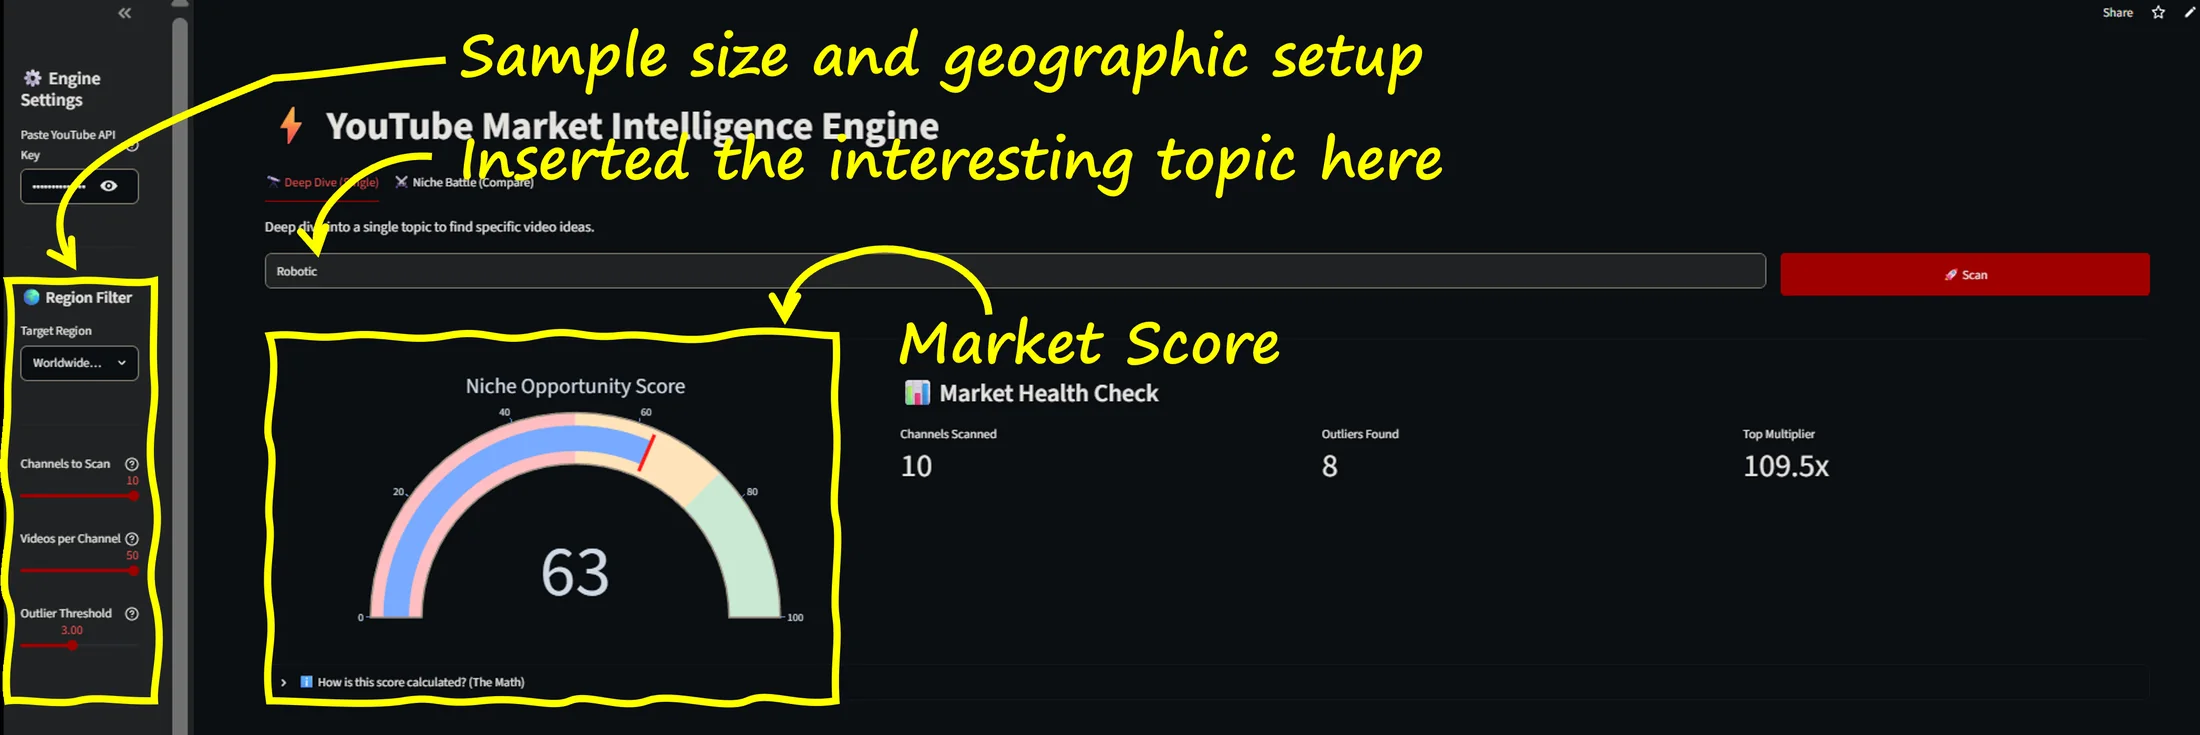 Share
Engine
Settings
Paste YouTube API
Key
••••••••••••••
Region Filter
Target Region
Worldwide...
Channels to Scan
10
Videos per Channel
50
Outlier Threshold
3.00
Sample size and geographic setup
YouTube Market Intelligence Engine
Inserted the interesting topic here
Deep Dive (Single)
Niche Battle (Compare)
Deep dive into a single topic to find specific video ideas.
Robotic
Scan
Market Score
Niche Opportunity Score
0
20
40
60
80
100
63
How is this score calculated? (The Math)
Market Health Check
Channels Scanned
10
Outliers Found
8
Top Multiplier
109.5x